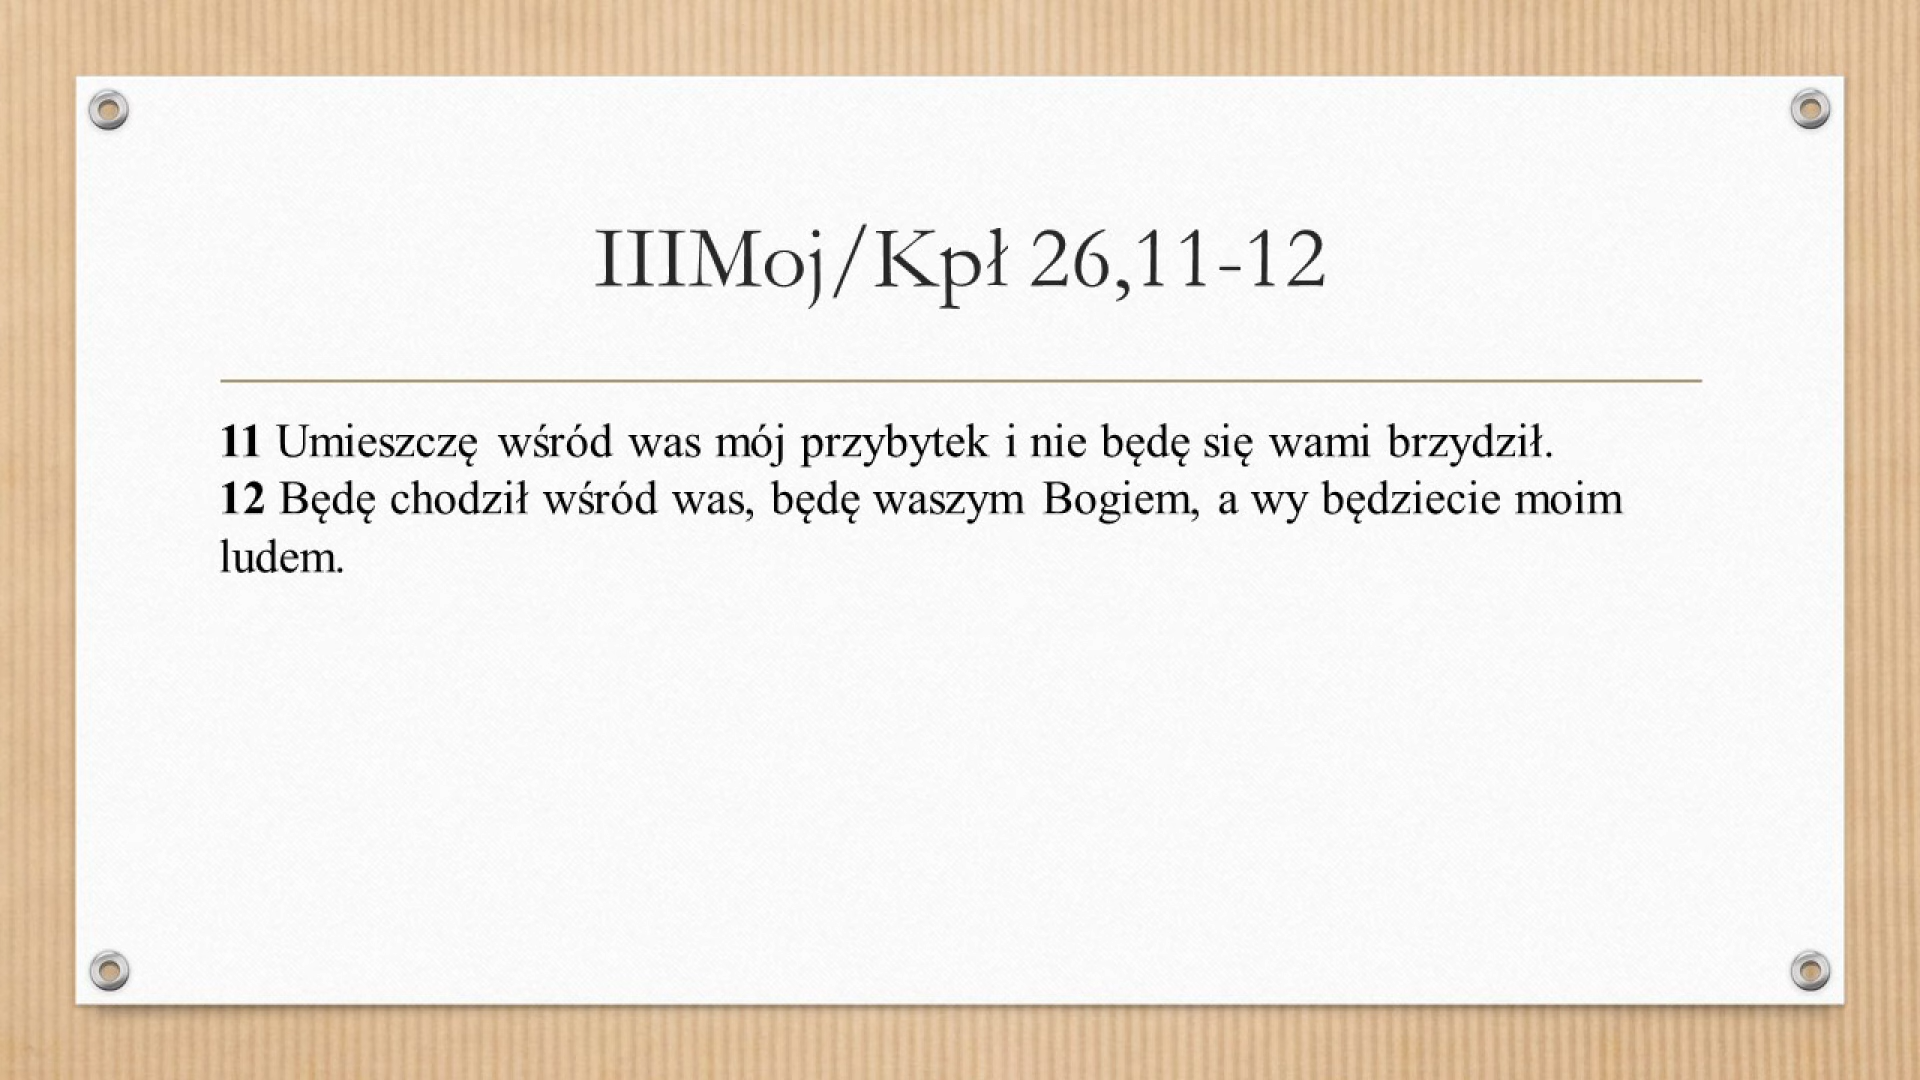 IIIMoj/Kpł 26,11-12
11 Umieszczę wśród was mój przybytek i nie będę się wami brzydził.
12 Będę chodził wśród was, będę waszym Bogiem, a wy będziecie moim
ludem.